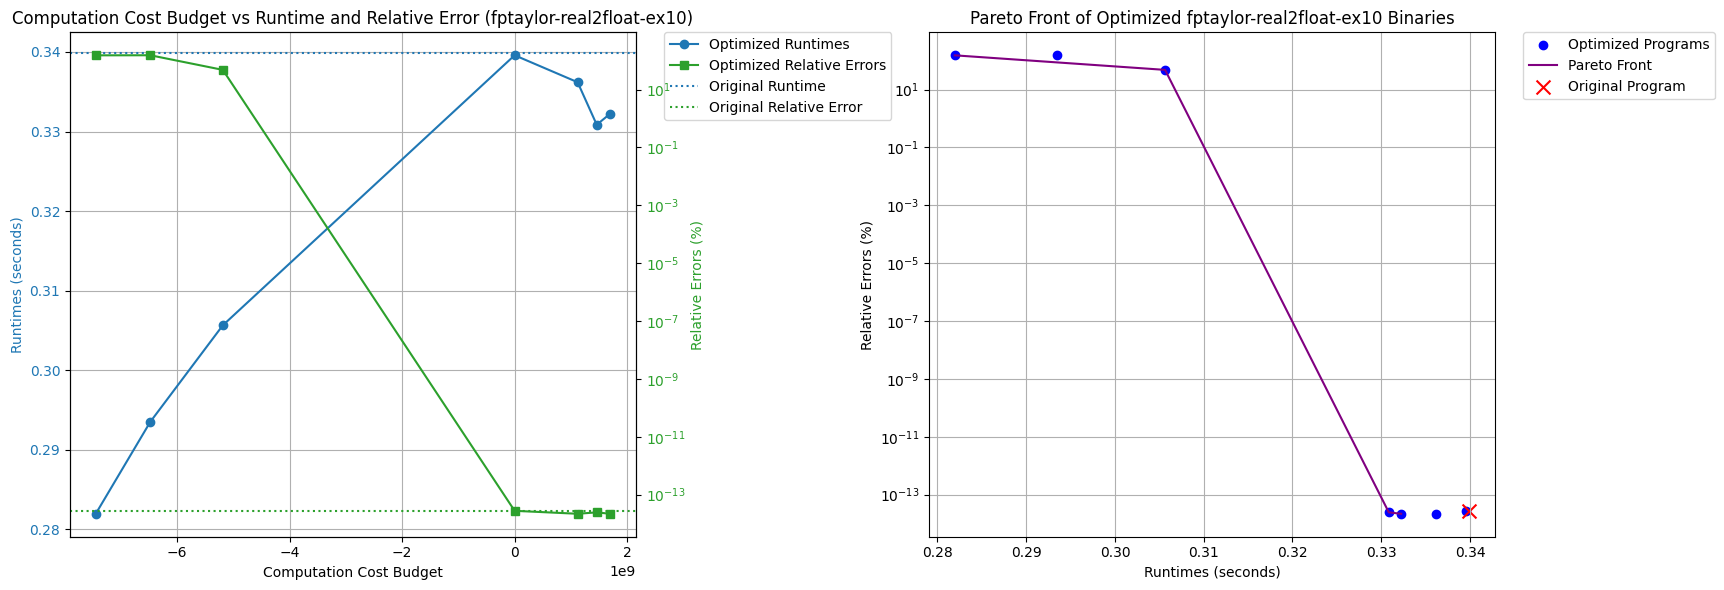 Computation Cost Budget vs Runtime and Relative Error (fptaylor-real2float-ex10)
0.34
0.33
0.32
0.31
0.30
0.29
0.28
Runtimes (seconds)
−6
−4
−2
0
2
1e9
Computation Cost Budget
10¹
10⁻¹
10⁻³
10⁻⁵
10⁻⁷
10⁻⁹
10⁻¹¹
10⁻¹³
Relative Errors (%)
Optimized Runtimes
Optimized Relative Errors
Original Runtime
Original Relative Error
Pareto Front of Optimized fptaylor-real2float-ex10 Binaries
10¹
10⁻¹
10⁻³
10⁻⁵
10⁻⁷
10⁻⁹
10⁻¹¹
10⁻¹³
Relative Errors (%)
0.28
0.29
0.30
0.31
0.32
0.33
0.34
Runtimes (seconds)
Optimized Programs
Pareto Front
Original Program